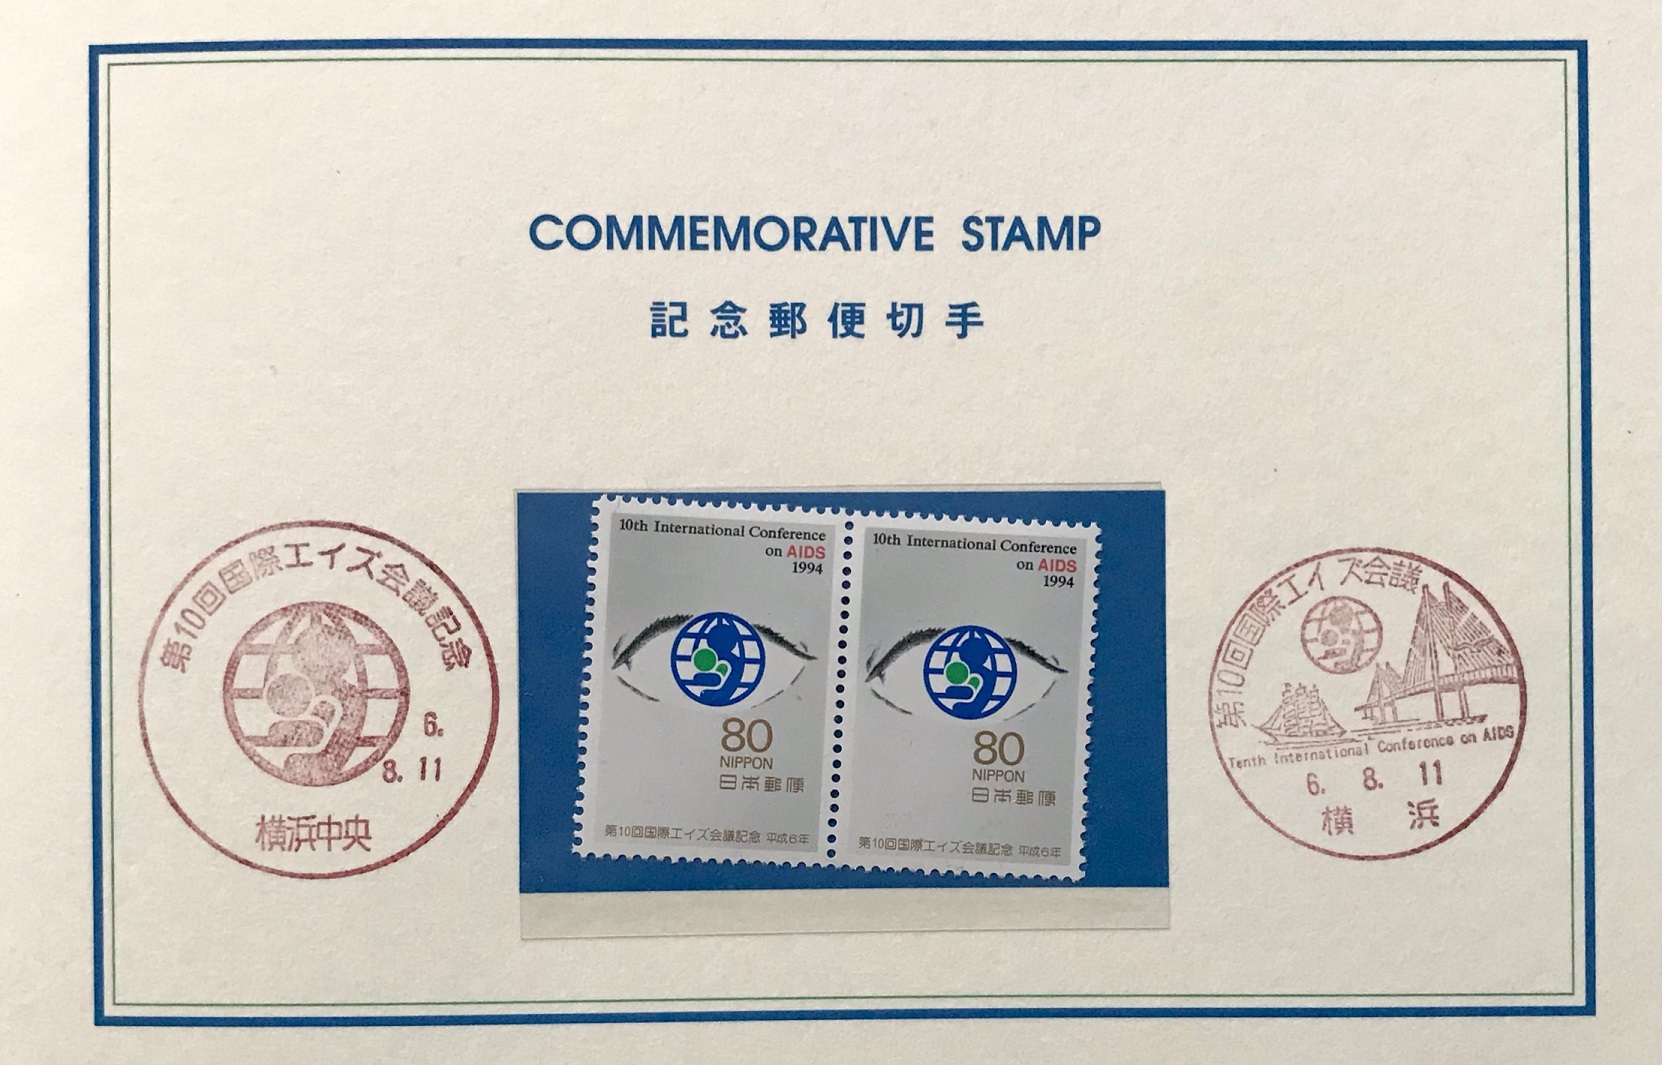 COMMEMORATIVE STAMP
記念郵便切手
第10回国際エイズ会議記念
6.
8. 11
横浜中央
10th International Conference
on AIDS
1994
80
NIPPON
日本郵便
第10回国際エイズ会議記念 平成6年
10th International Conference
on AIDS
1994
80
NIPPON
日本郵便
第10回国際エイズ会議記念 平成6年
第10回国際エイズ会議
Tenth International Conference on AIDS
6. 8. 11
横 浜